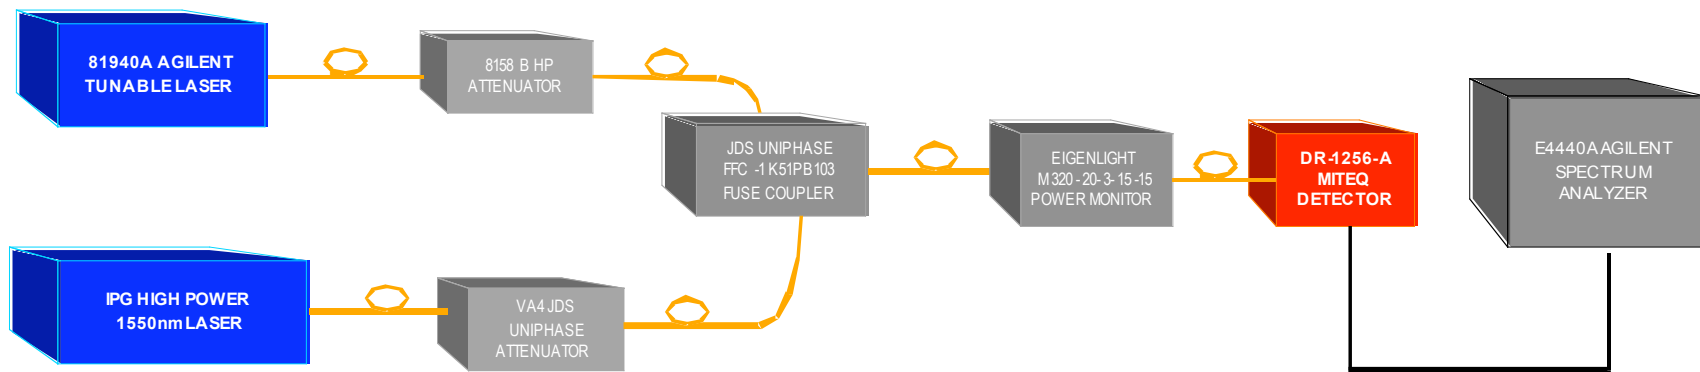 81940A AGILENT
TUNABLE LASER
8158 B HP
ATTENUATOR
JDS UNIPHASE
FFC -1 K51PB103
FUSE COUPLER
EIGENLIGHT
M320-20-3-15-15
POWER MONITOR
DR-1256-A
MITEQ
DETECTOR
E4440A AGILENT
SPECTRUM
ANALYZER
IPG HIGH POWER
1550nm LASER
VA4 JDS
UNIPHASE
ATTENUATOR